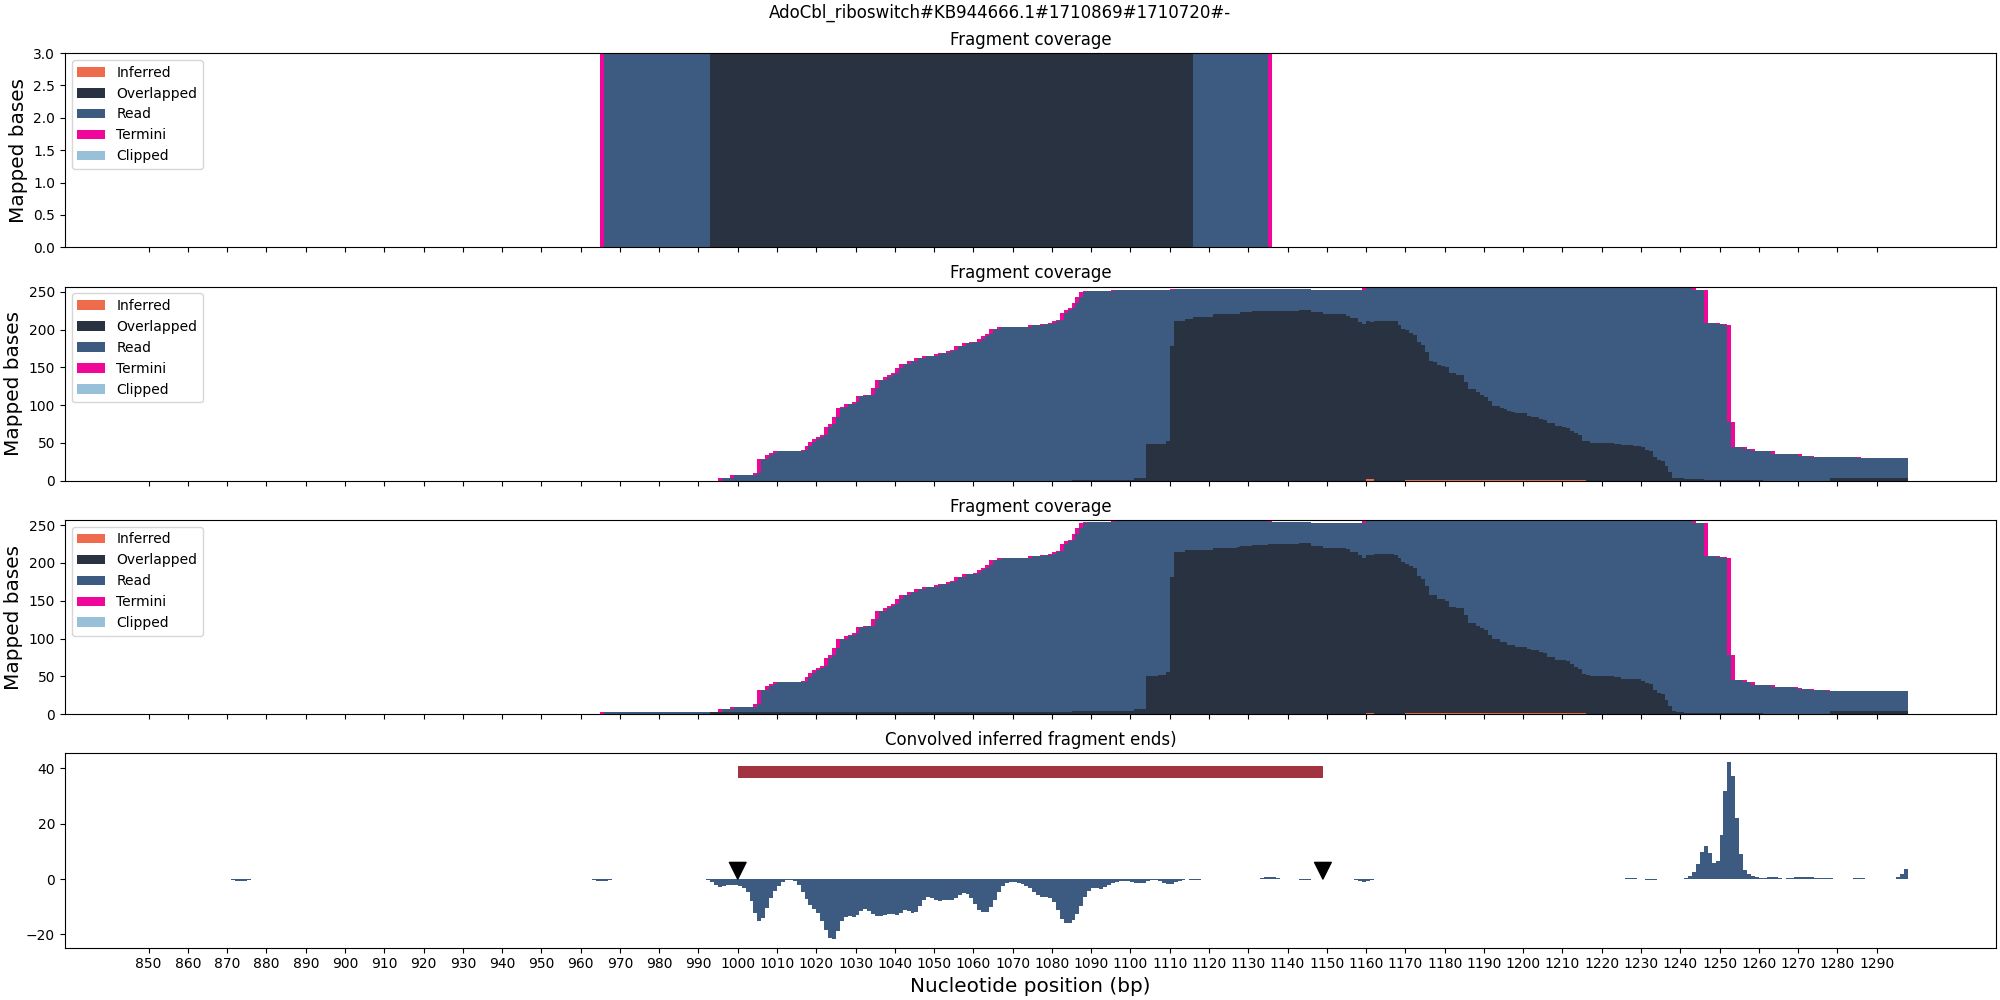 AdoCbl_riboswitch#KB944666.1#1710869#1710720#-
Fragment coverage
Mapped bases
3.0
2.5
2.0
1.5
1.0
0.5
0.0
Inferred
Overlapped
Read
Termini
Clipped
Fragment coverage
Mapped bases
250
200
150
100
50
0
Inferred
Overlapped
Read
Termini
Clipped
Fragment coverage
Mapped bases
250
200
150
100
50
0
Inferred
Overlapped
Read
Termini
Clipped
Convolved inferred fragment ends)
40
20
0
−20
850 860 870 880 890 900 910 920 930 940 950 960 970 980 990 1000 1010 1020 1030 1040 1050 1060 1070 1080 1090 1100 1110 1120 1130 1140 1150 1160 1170 1180 1190 1200 1210 1220 1230 1240 1250 1260 1270 1280 1290
Nucleotide position (bp)